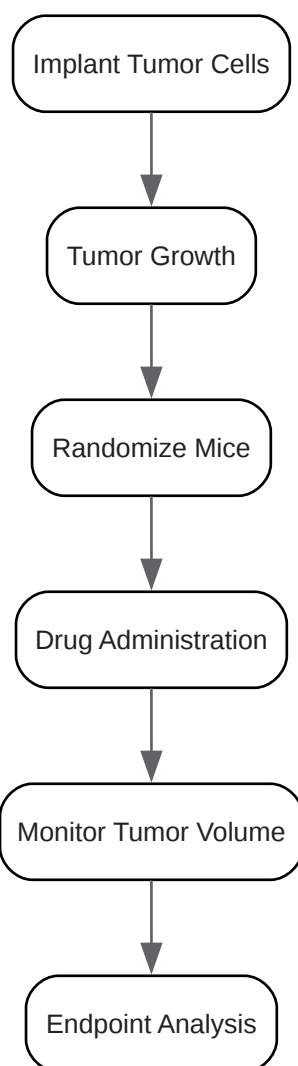 Implant Tumor Cells
Tumor Growth
Randomize Mice
Drug Administration
Monitor Tumor Volume
Endpoint Analysis